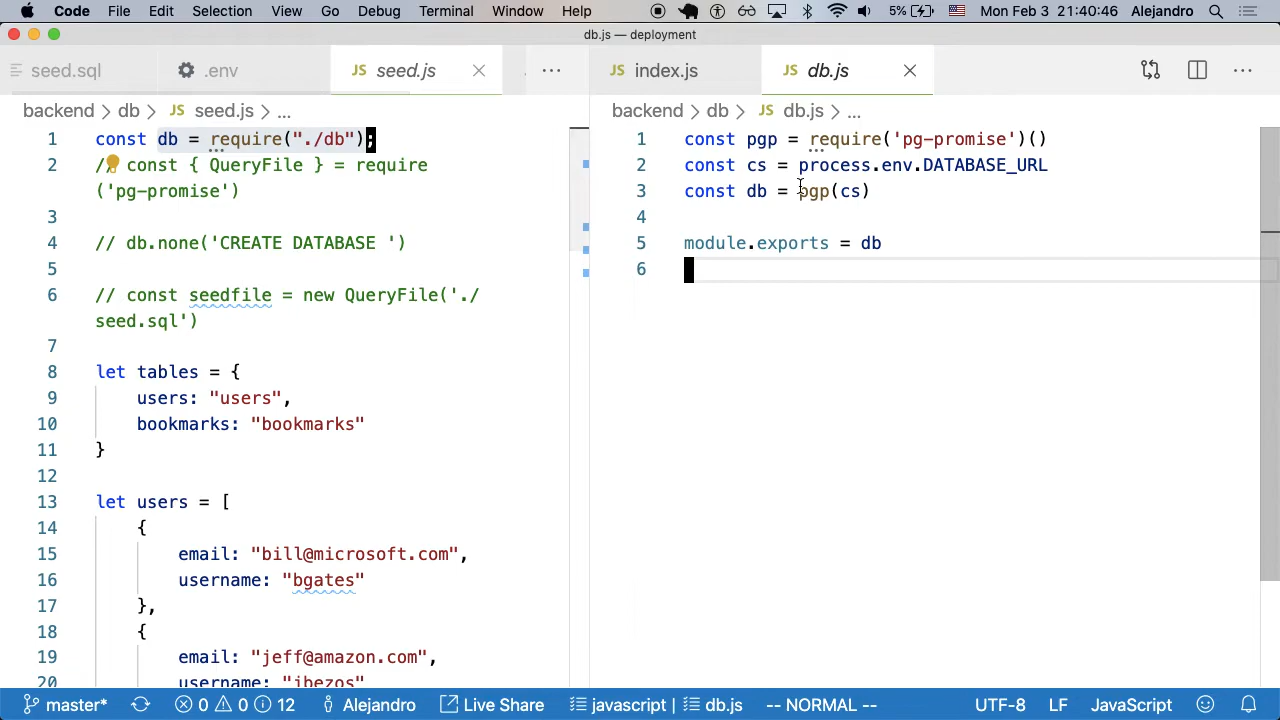 Code File Edit Selection View Go Debug Terminal Window Help 5% Mon Feb 3 21:40:46 Alejandro
db.js — deployment
seed.sql .env JS seed.js ... JS index.js JS db.js ...
backend > db > JS seed.js > ...
1 const db = require("./db");
2 // const { QueryFile } = require
('pg-promise')
3
4 // db.none('CREATE DATABASE ')
5
6 // const seedfile = new QueryFile('./
seed.sql')
7
8 let tables = {
9 users: "users",
10 bookmarks: "bookmarks"
11 }
12
13 let users = [
14 {
15 email: "bill@microsoft.com",
16 username: "bgates"
17 },
18 {
19 email: "jeff@amazon.com",
20 username: "jbezos"
backend > db > JS db.js > ...
1 const pgp = require('pg-promise')()
2 const cs = process.env.DATABASE_URL
3 const db = pgp(cs)
4
5 module.exports = db
6
master* 0 0 12 Alejandro Live Share javascript | db.js -- NORMAL -- UTF-8 LF JavaScript